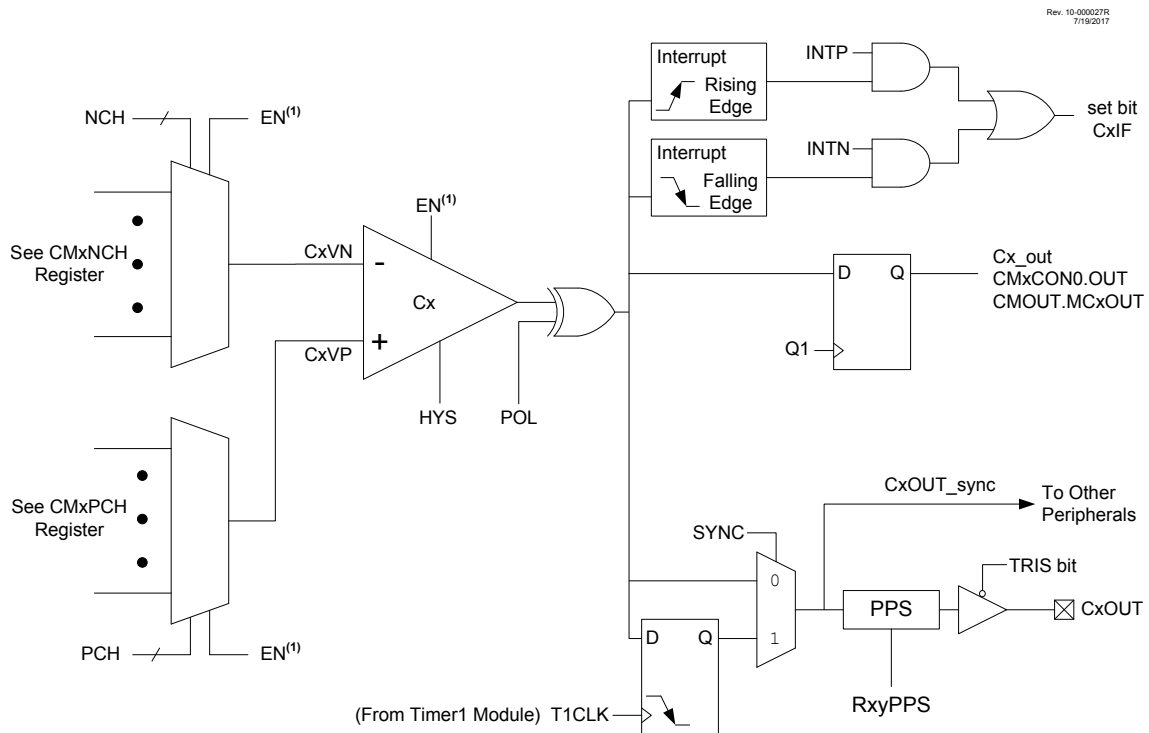 Rev. 10-000027R
7/19/2017
NCH
EN(1)
See CMxNCH
Register
CxVN
EN(1)
-
Cx
+
CxVP
HYS
POL
See CMxPCH
Register
PCH
EN(1)
Interrupt
Rising
Edge
INTP
Interrupt
Falling
Edge
INTN
set bit
CxIF
D
Q
Q1
Cx_out
CMxCON0.OUT
CMOUT.MCxOUT
CxOUT_sync
To Other
Peripherals
SYNC
0
1
TRIS bit
PPS
CxOUT
RxyPPS
D
Q
(From Timer1 Module) T1CLK